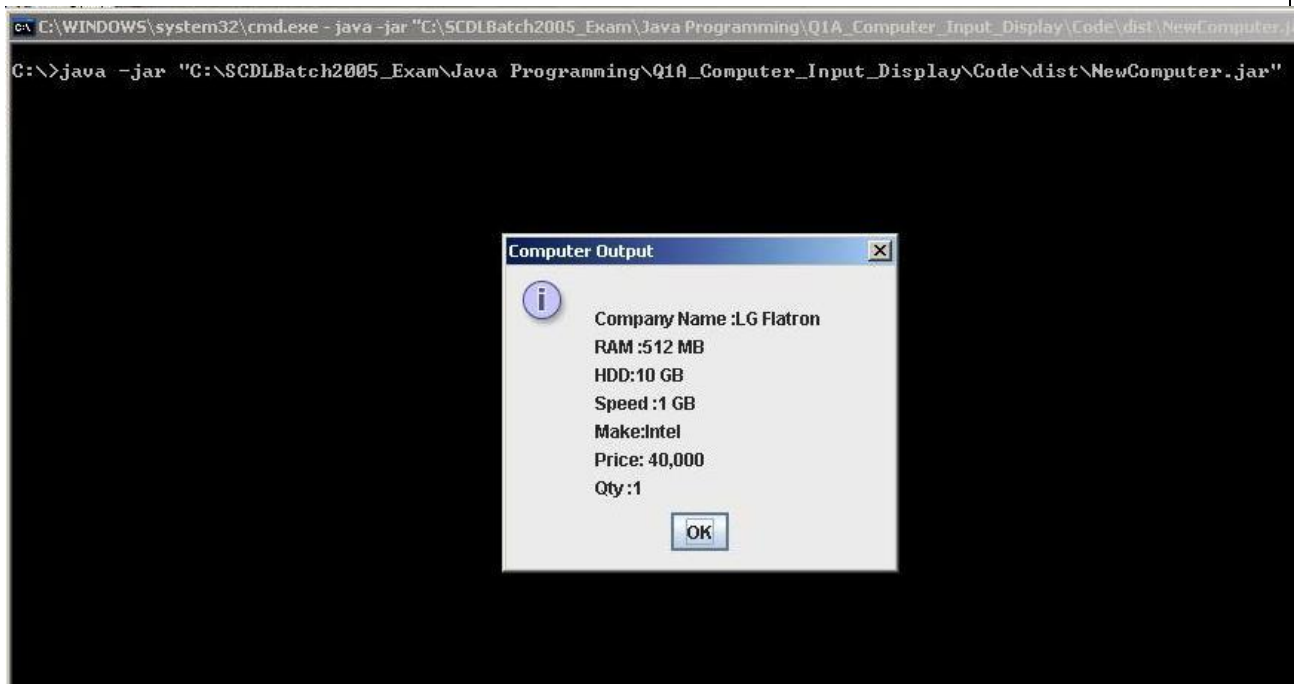 C:\WINDOWS\system32\cmd.exe - java -jar "C:\SCDLBatch2005_Exam\Java Programming\Q1A_Computer_Input_Display\Code\dist\NewComputer.j
C:\>java -jar "C:\SCDLBatch2005_Exam\Java Programming\Q1A_Computer_Input_Display\Code\dist\NewComputer.jar"
Computer Output
Company Name :LG Flatron
RAM :512 MB
HDD:10 GB
Speed :1 GB
Make:Intel
Price: 40,000
Qty :1
OK